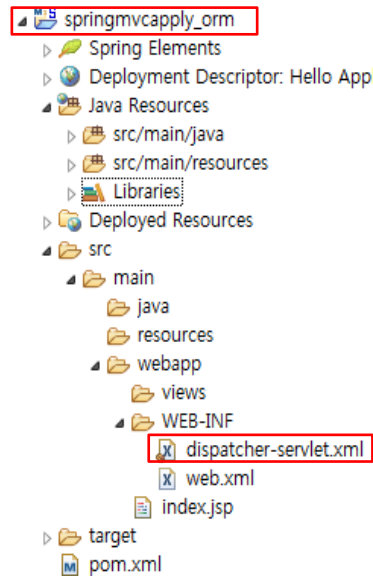 springmvcapply_orm
Spring Elements
Deployment Descriptor: Hello App
Java Resources
src/main/java
src/main/resources
Libraries
Deployed Resources
src
main
java
resources
webapp
views
WEB-INF
dispatcher-servlet.xml
web.xml
index.jsp
target
pom.xml